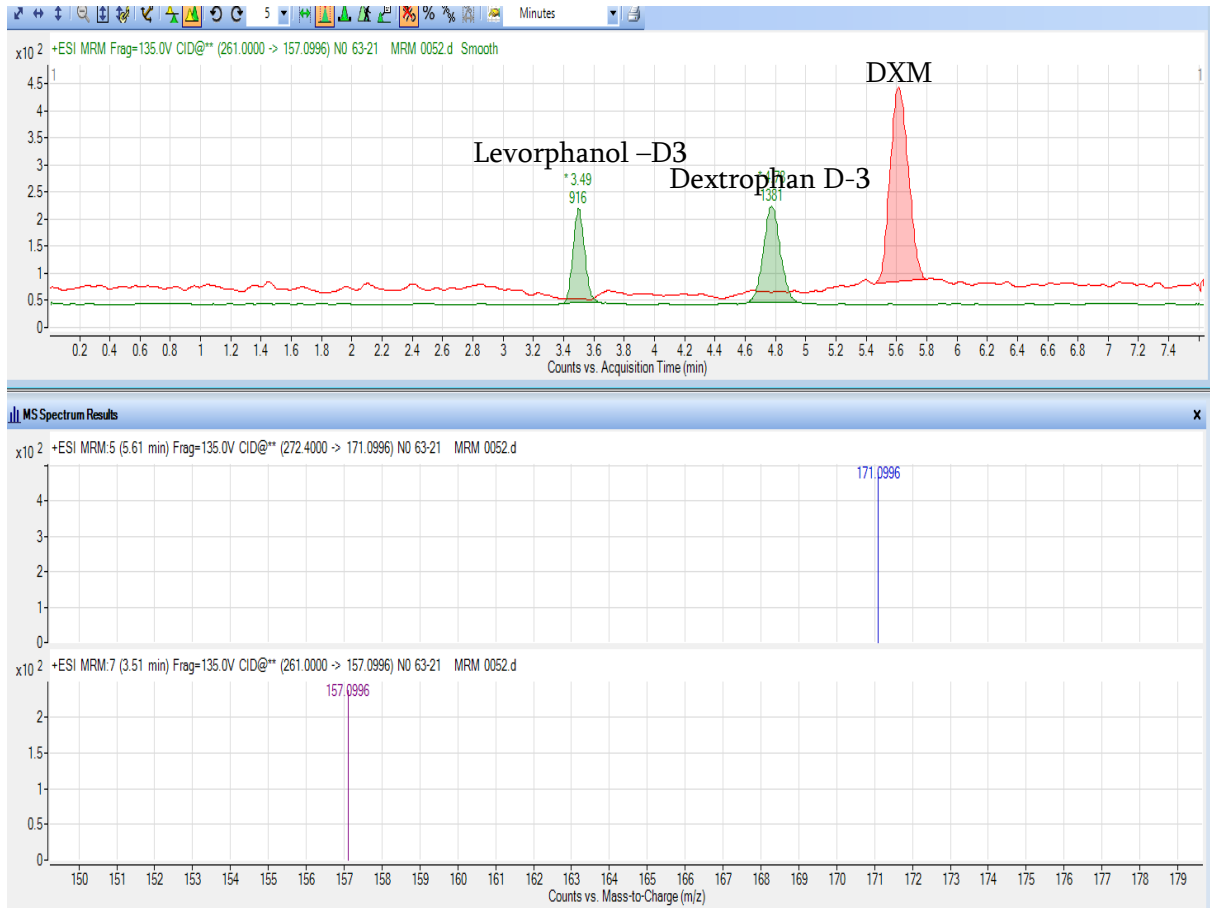 5 Minutes
x10 2 +ESI MRM Frag=135.0V CID@** (261.0000 -> 157.0996) N0 63-21 MRM 0052.d Smooth
1 1
4.5
4
3.5
3
2.5
2
1.5
1
0.5
0
DXM
Levorphanol –D3
* 3.49
916
Dextrophan D-3
1381
0.2 0.4 0.6 0.8 1 1.2 1.4 1.6 1.8 2 2.2 2.4 2.6 2.8 3 3.2 3.4 3.6 3.8 4 4.2 4.4 4.6 4.8 5 5.2 5.4 5.6 5.8 6 6.2 6.4 6.6 6.8 7 7.2 7.4
Counts vs. Acquisition Time (min)
MS Spectrum Results x
x10 2 +ESI MRM:5 (5.61 min) Frag=135.0V CID@** (272.4000 -> 171.0996) N0 63-21 MRM 0052.d
171.0996
4
3
2
1
0
x10 2 +ESI MRM:7 (3.51 min) Frag=135.0V CID@** (261.0000 -> 157.0996) N0 63-21 MRM 0052.d
157.0996
2
1.5
1
0.5
0
150 151 152 153 154 155 156 157 158 159 160 161 162 163 164 165 166 167 168 169 170 171 172 173 174 175 176 177 178 179
Counts vs. Mass-to-Charge (m/z)